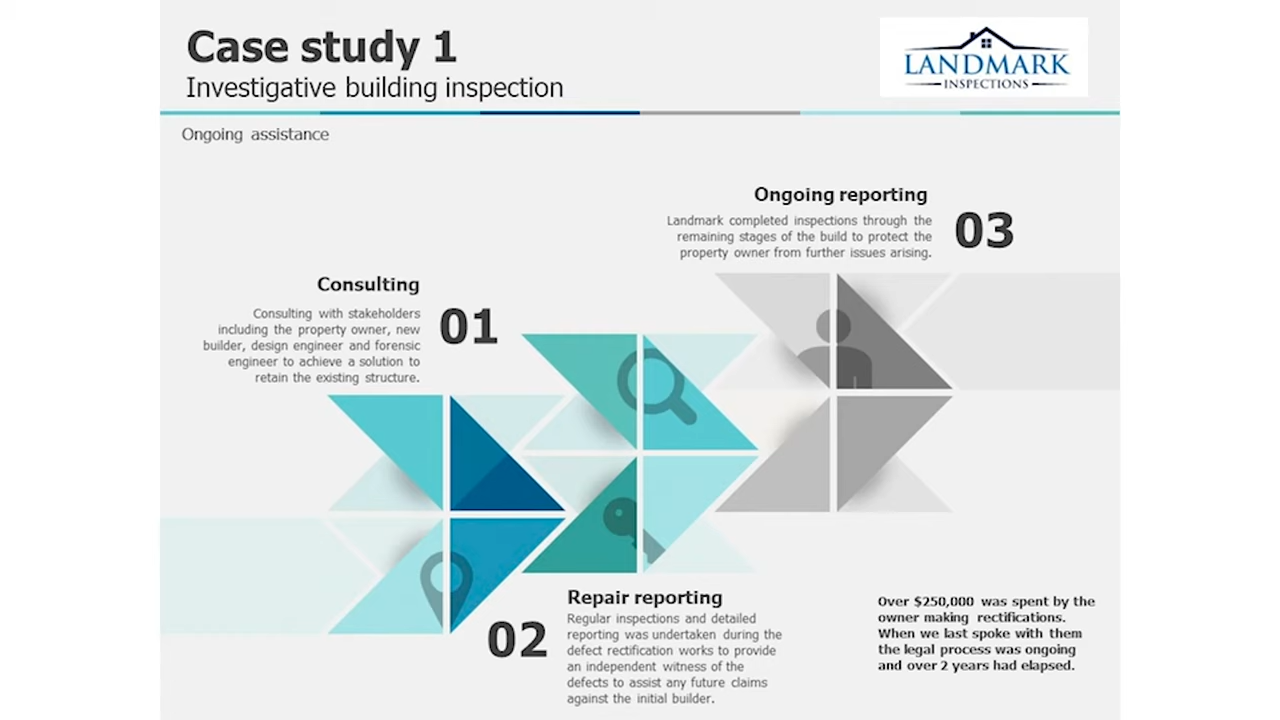 Case study 1
Investigative building inspection
LANDMARK
INSPECTIONS
Ongoing assistance
Ongoing reporting
Landmark completed inspections through the
remaining stages of the build to protect the
property owner from further issues arising.
03
Consulting
Consulting with stakeholders
including the property owner, new
builder, design engineer and forensic
engineer to achieve a solution to
retain the existing structure.
01
02
Repair reporting
Regular inspections and detailed
reporting was undertaken during the
defect rectification works to provide
an independent witness of the
defects to assist any future claims
against the initial builder.
Over $250,000 was spent by the
owner making rectifications.
When we last spoke with them
the legal process was ongoing
and over 2 years had elapsed.